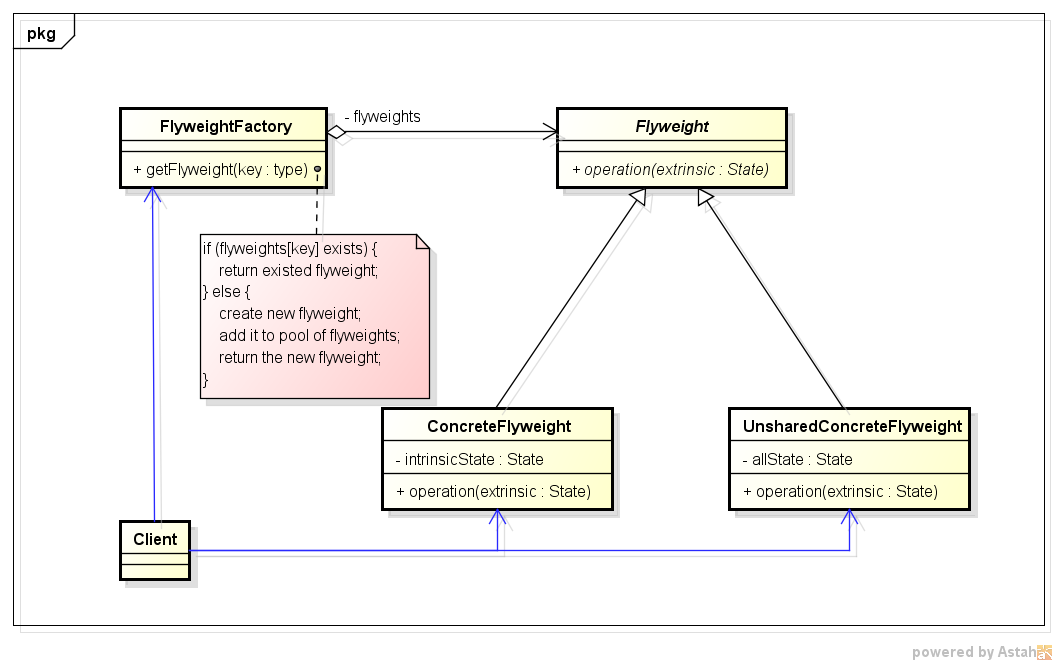 pkg
FlyweightFactory
- flyweights
Flyweight
+ getFlyweight(key : type)
+ operation(extrinsic : State)
if (flyweights[key] exists) {
return existed flyweight;
} else {
create new flyweight;
add it to pool of flyweights;
return the new flyweight;
}
ConcreteFlyweight
- intrinsicState : State
+ operation(extrinsic : State)
UnsharedConcreteFlyweight
- allState : State
+ operation(extrinsic : State)
Client
powered by Astah